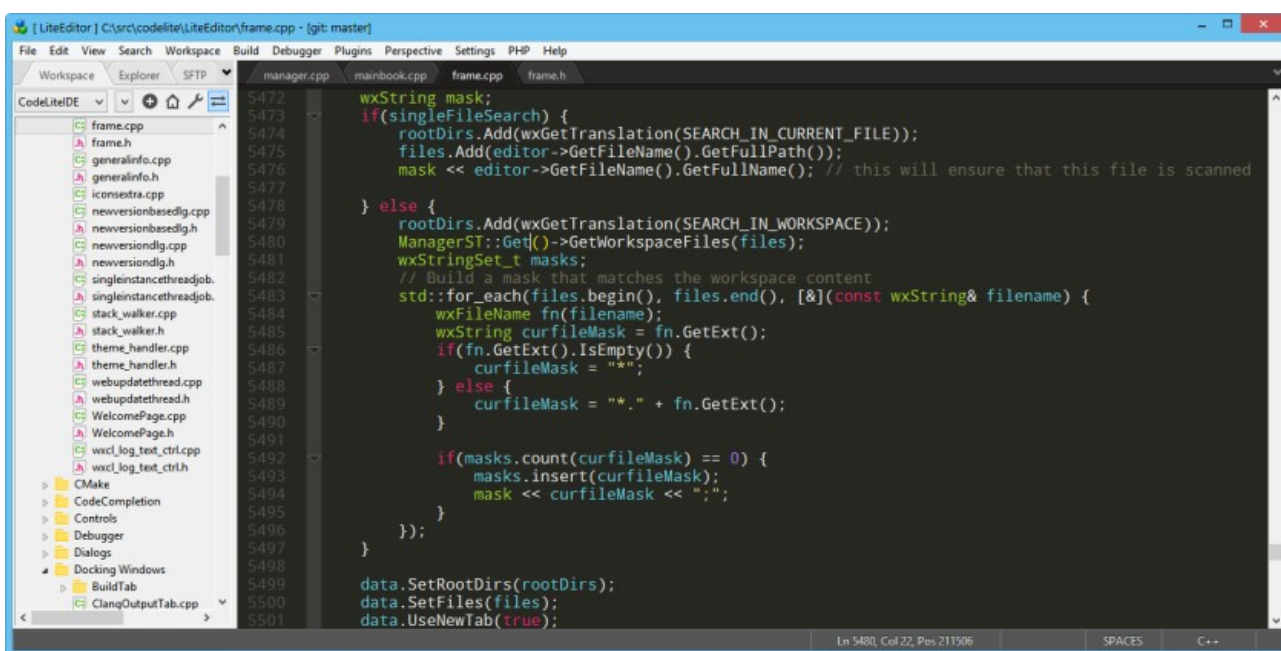 [ LiteEditor ] C:\src\codelite\LiteEditor\frame.cpp - [git: master]
File Edit View Search Workspace Build Debugger Plugins Perspective Settings PHP Help
Workspace Explorer SFTP
manager.cpp mainbook.cpp frame.cpp frame.h
CodeLiteIDE
frame.cpp
frame.h
generalinfo.cpp
generalinfo.h
iconsextra.cpp
newversionbasedlg.cpp
newversionbasedlg.h
newversiondlg.cpp
newversiondlg.h
singleinstancethreadjob.
singleinstancethreadjob.
stack_walker.cpp
stack_walker.h
theme_handler.cpp
theme_handler.h
webupdatethread.cpp
webupdatethread.h
WelcomePage.cpp
WelcomePage.h
wxcl_log_text_ctrl.cpp
wxcl_log_text_ctrl.h
CMake
CodeCompletion
Controls
Debugger
Dialogs
Docking Windows
BuildTab
ClangOutputTab.cpp
5472 wxString mask;
5473 if(singleFileSearch) {
5474 rootDirs.Add(wxGetTranslation(SEARCH_IN_CURRENT_FILE));
5475 files.Add(editor->GetFileName().GetFullPath());
5476 mask << editor->GetFileName().GetFullName(); // this will ensure that this file is scanned
5477
5478 } else {
5479 rootDirs.Add(wxGetTranslation(SEARCH_IN_WORKSPACE));
5480 ManagerST::Get()->GetWorkspaceFiles(files);
5481 wxStringSet_t masks;
5482 // Build a mask that matches the workspace content
5483 std::for_each(files.begin(), files.end(), [&](const wxString& filename) {
5484 wxFileName fn(filename);
5485 wxString curfileMask = fn.GetExt();
5486 if(fn.GetExt().IsEmpty()) {
5487 curfileMask = "*";
5488 } else {
5489 curfileMask = "*." + fn.GetExt();
5490 }
5491
5492 if(masks.count(curfileMask) == 0) {
5493 masks.insert(curfileMask);
5494 mask << curfileMask << ";";
5495 }
5496 });
5497 }
5498
5499 data.SetRootDirs(rootDirs);
5500 data.SetFiles(files);
5501 data.UseNewTab(true);
Ln 5480, Col 22, Pos 211506 SPACES C++